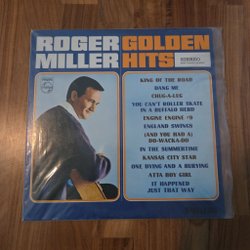 ROGER GOLDEN
MILLER HITS
STEREO
PHILIPS
KING OF THE ROAD
DANG ME
CHUG-A-LUG
YOU CAN'T ROLLER SKATE
IN A BUFFALO HERD
ENGINE ENGINE #9
ENGLAND SWINGS
(AND YOU HAD A)
DO-WACKA-DO
IN THE SUMMERTIME
KANSAS CITY STAR
ONE DYING AND A BURYING
ATTA BOY GIRL
IT HAPPENED
JUST THAT WAY